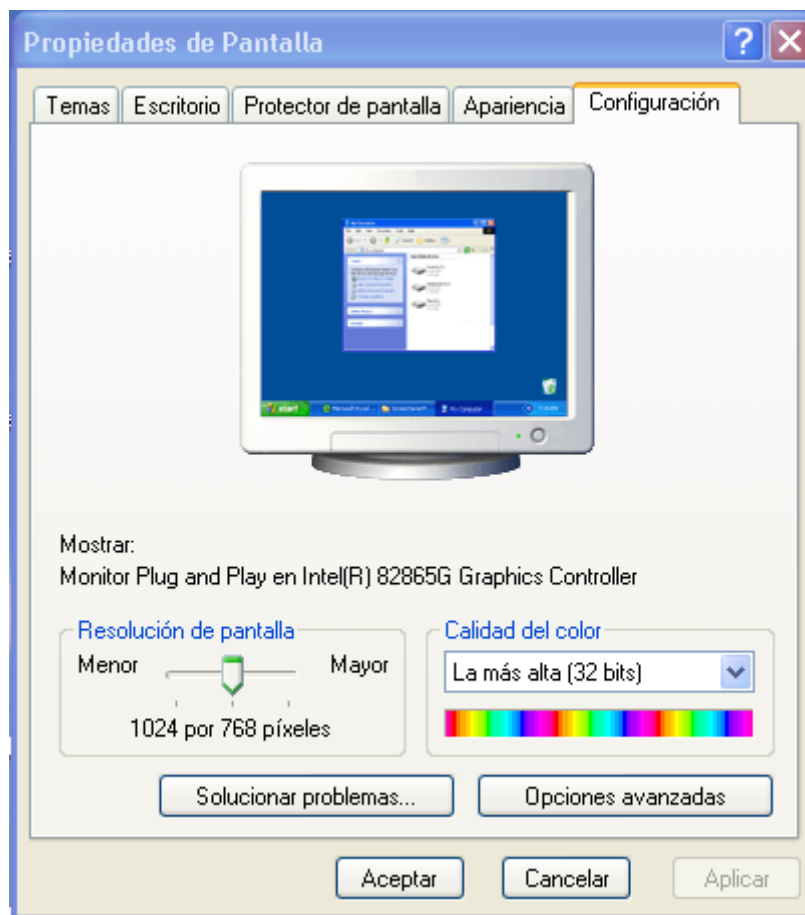 Propiedades de Pantalla
Temas Escritorio Protector de pantalla Apariencia Configuración
start
Mostrar:
Monitor Plug and Play en Intel(R) 82865G Graphics Controller
Resolución de pantalla
Menor Mayor
1024 por 768 píxeles
Calidad del color
La más alta (32 bits)
Solucionar problemas... Opciones avanzadas
Aceptar Cancelar Aplicar